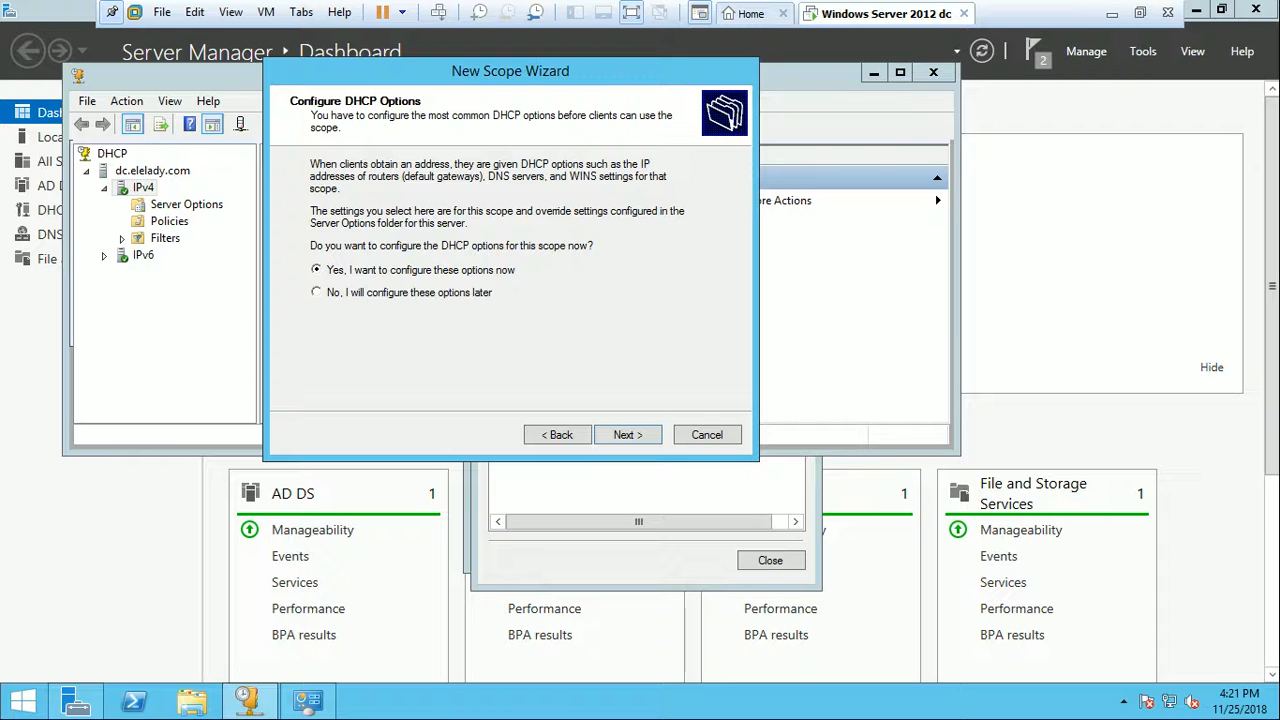 File Edit View VM Tabs Help
Home
Windows Server 2012 dc
Server Manager ▸ Dashboard
2
Manage Tools View Help
New Scope Wizard
File Action View Help
Configure DHCP Options
You have to configure the most common DHCP options before clients can use the
scope.
DHCP
dc.elelady.com
IPv4
Server Options
Policies
Filters
IPv6
When clients obtain an address, they are given DHCP options such as the IP
addresses of routers (default gateways), DNS servers, and WINS settings for that
scope.
The settings you select here are for this scope and override settings configured in the
Server Options folder for this server.
Do you want to configure the DHCP options for this scope now?
Yes, I want to configure these options now
No, I will configure these options later
< Back
Next >
Cancel
Hide
Close
AD DS 1
Manageability
Events
Services
Performance
BPA results
Performance
BPA results
1
Performance
BPA results
File and Storage
Services
1
Manageability
Events
Services
Performance
BPA results
4:21 PM
11/25/2018